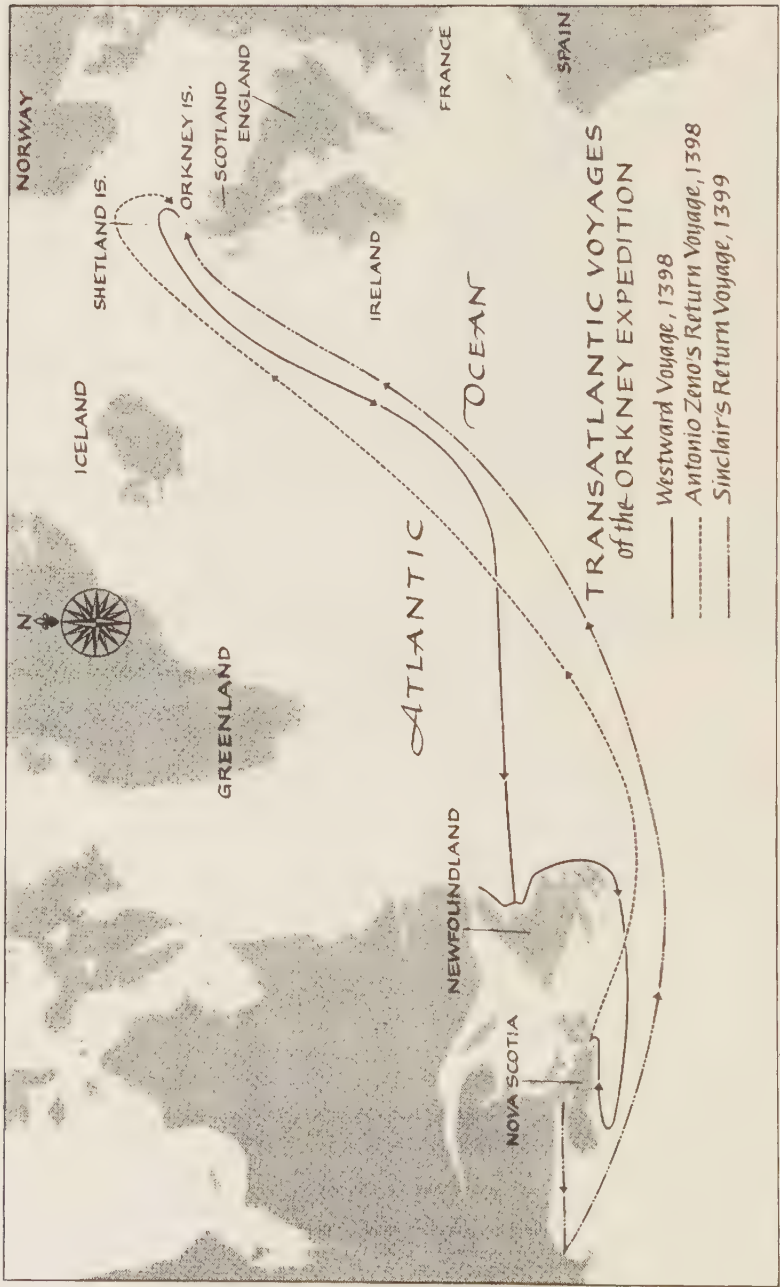 N
NORWAY
SHETLAND IS.
ORKNEY IS.
SCOTLAND
ENGLAND
ICELAND
GREENLAND
IRELAND
FRANCE
SPAIN
ATLANTIC
OCEAN
NEWFOUNDLAND
NOVA SCOTIA
TRANSATLANTIC VOYAGES
of the ORKNEY EXPEDITION
Westward Voyage, 1398
Antonio Zeno's Return Voyage, 1398
Sinclair's Return Voyage, 1399